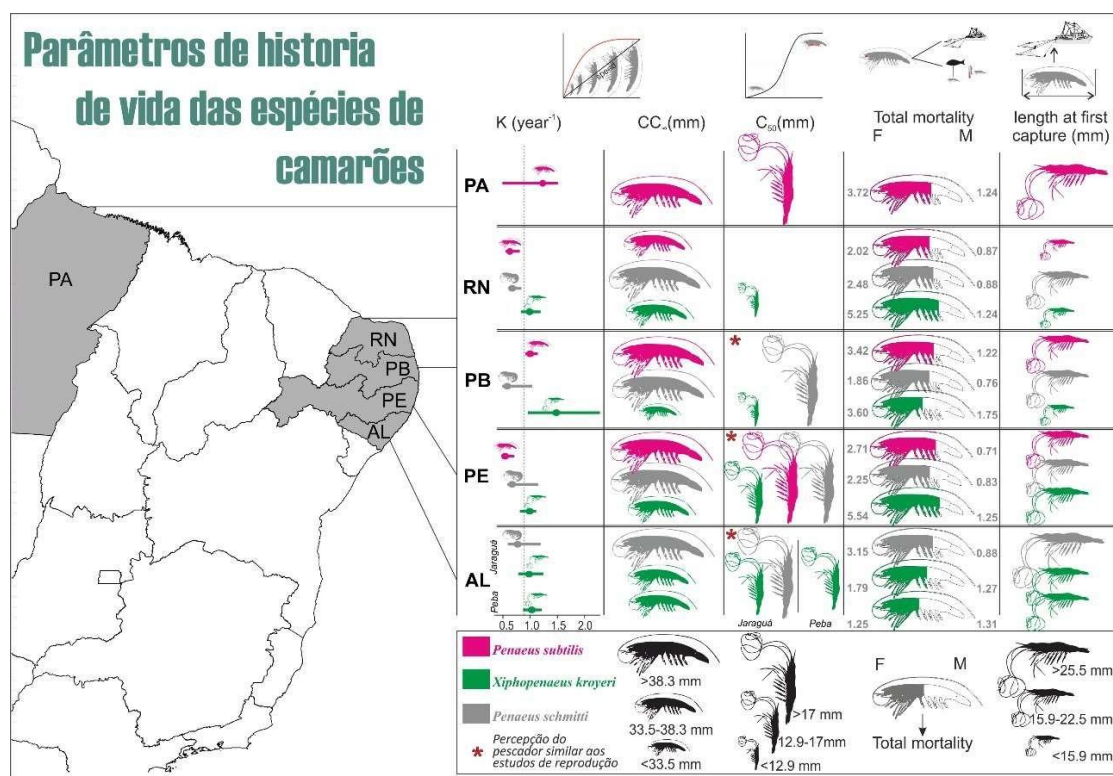 Parâmetros de historia
de vida das espécies de
camarões
K (year⁻¹)
CC∞(mm)
C₅₀(mm)
Total mortality
F M
length at first
capture (mm)
PA
RN
PB
PE
AL
PA
3.72 1.24
RN
2.02 0.87
2.48 0.88
5.25 1.24
PB
*
3.42 1.22
1.86 0.76
3.60 1.75
PE
*
2.71 0.71
2.25 0.83
5.54 1.25
AL
Jaraguá
Peba
*
Jaraguá Peba
3.15 0.88
1.79 1.27
1.25 1.31
0.5 1.0 1.5 2.0
Penaeus subtilis
Xiphopenaeus kroyeri
Penaeus schmitti
* Percepção do
pescador similar aos
estudos de reprodução
>38.3 mm
33.5-38.3 mm
<33.5 mm
>17 mm
12.9-17mm
<12.9 mm
F M
Total mortality
>25.5 mm
15.9-22.5 mm
<15.9 mm